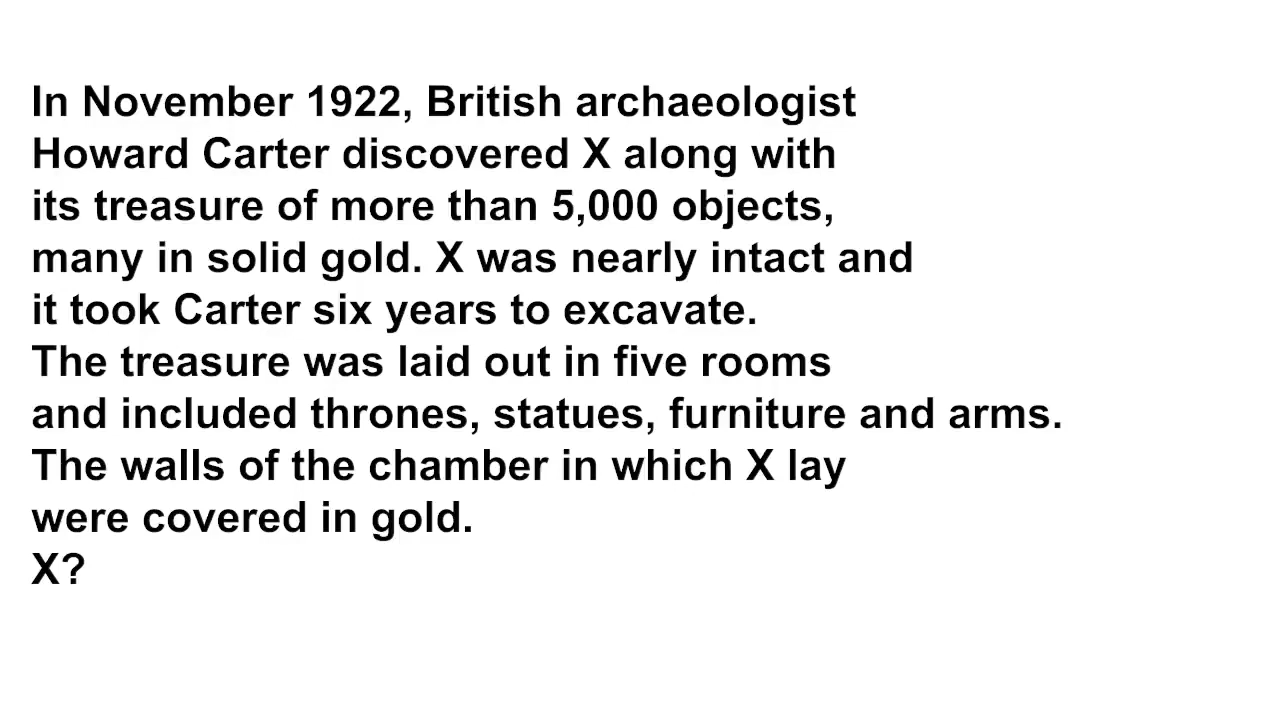 In November 1922, British archaeologist
Howard Carter discovered X along with
its treasure of more than 5,000 objects,
many in solid gold. X was nearly intact and
it took Carter six years to excavate.
The treasure was laid out in five rooms
and included thrones, statues, furniture and arms.
The walls of the chamber in which X lay
were covered in gold.
X?